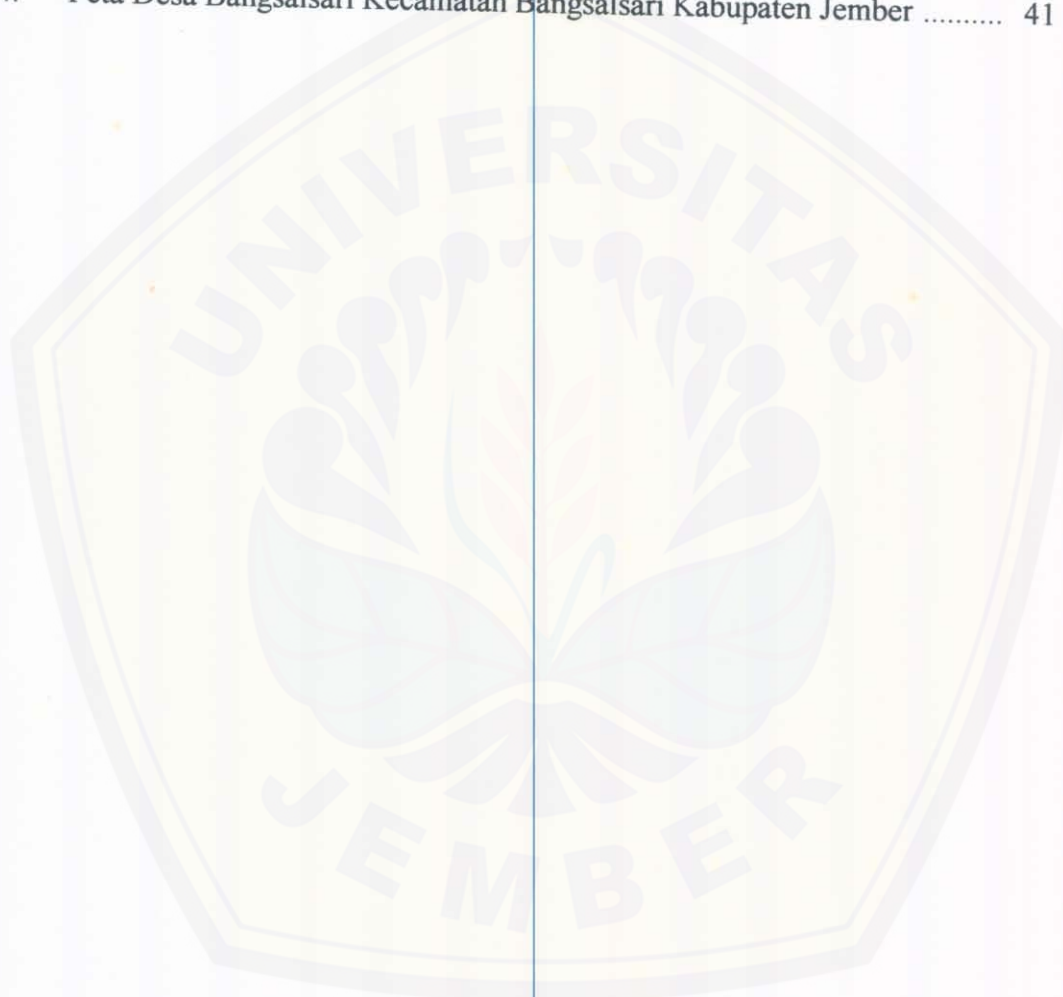 Peta Desa Bangsalsari Kecamatan Bangsalsari Kabupaten Jember .......... 41
UNIVERSITAS
JEMBER